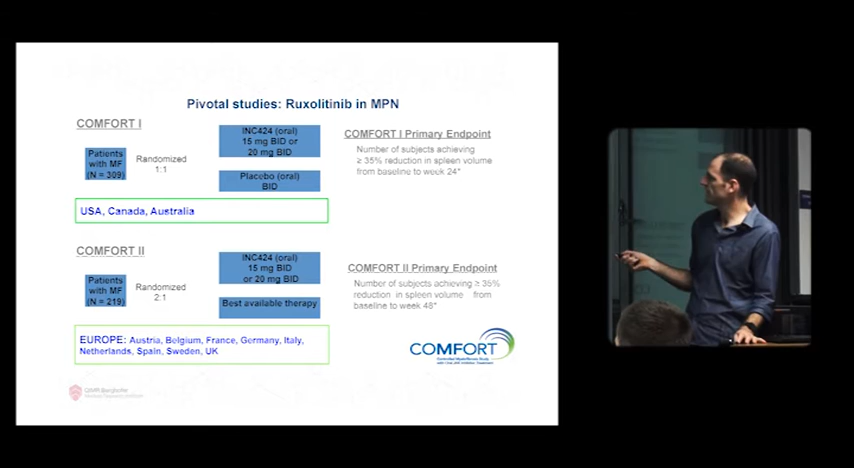 Pivotal studies: Ruxolitinib in MPN
COMFORT I
Patients
with MF
(N = 309)
Randomized
1:1
INC424 (oral)
15 mg BID or
20 mg BID
Placebo (oral)
BID
COMFORT I Primary Endpoint
Number of subjects achieving
≥ 35% reduction in spleen volume
from baseline to week 24*
USA, Canada, Australia
COMFORT II
Patients
with MF
(N = 219)
Randomized
2:1
INC424 (oral)
15 mg BID
or 20 mg BID
Best available therapy
COMFORT II Primary Endpoint
Number of subjects achieving ≥ 35%
reduction in spleen volume from
baseline to week 48*
EUROPE: Austria, Belgium, France, Germany, Italy,
Netherlands, Spain, Sweden, UK
COMFORT
QIMR Berghofer